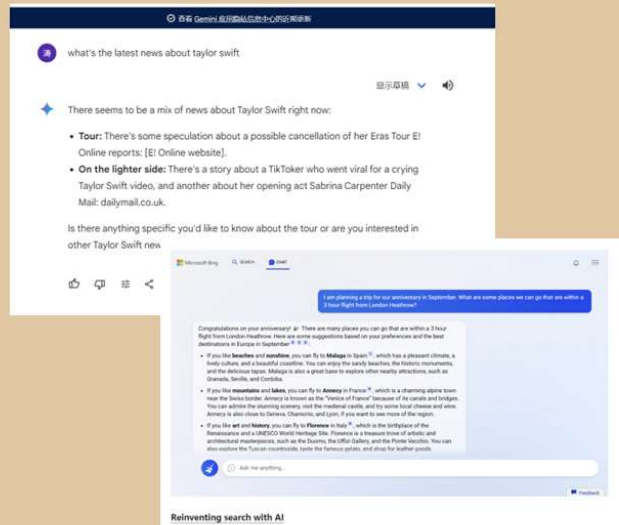 查看 Gemini 应用隐私信息中心的近期更新
涛
what's the latest news about taylor swift
显示草稿
There seems to be a mix of news about Taylor Swift right now:
• Tour: There's some speculation about a possible cancellation of her Eras Tour E!
Online reports: [E! Online website].
• On the lighter side: There's a story about a TikToker who went viral for a crying
Taylor Swift video, and another about her opening act Sabrina Carpenter Daily
Mail: dailymail.co.uk.
Is there anything specific you'd like to know about the tour or are you interested in
other Taylor Swift new
Microsoft Bing SEARCH CHAT
I am planning a trip for our anniversary in September. What are some places we can go that are within a
3 hour flight from London Heathrow?
Congratulations on your anniversary! There are many places you can go that are within a 3 hour
flight from London Heathrow. Here are some suggestions based on your preferences and the best
destinations in Europe in September
• If you like beaches and sunshine, you can fly to Malaga in Spain, which has a pleasant climate, a
lively culture, and a beautiful coastline. You can enjoy the sandy beaches, the historic monuments,
and the delicious tapas. Malaga is also a great base to explore other nearby attractions, such as
Granada, Seville, and Cordoba.
• If you like mountains and lakes, you can fly to Annecy in France, which is a charming alpine town
near the Swiss border. Annecy is known as the "Venice of France" because of its canals and bridges.
You can admire the stunning scenery, visit the medieval castle, and try some local cheese and wine.
Annecy is also close to Geneva, Chamonix, and Lyon, if you want to see more of the region.
• If you like art and history, you can fly to Florence in Italy, which is the birthplace of the
Renaissance and a UNESCO World Heritage Site. Florence is a treasure trove of artistic and
architectural masterpieces, such as the Duomo, the Uffizi Gallery, and the Ponte Vecchio. You can
also explore the Tuscan countryside, taste the famous gelato, and shop for leather goods.
Ask me anything...
Feedback
Reinventing search with AI